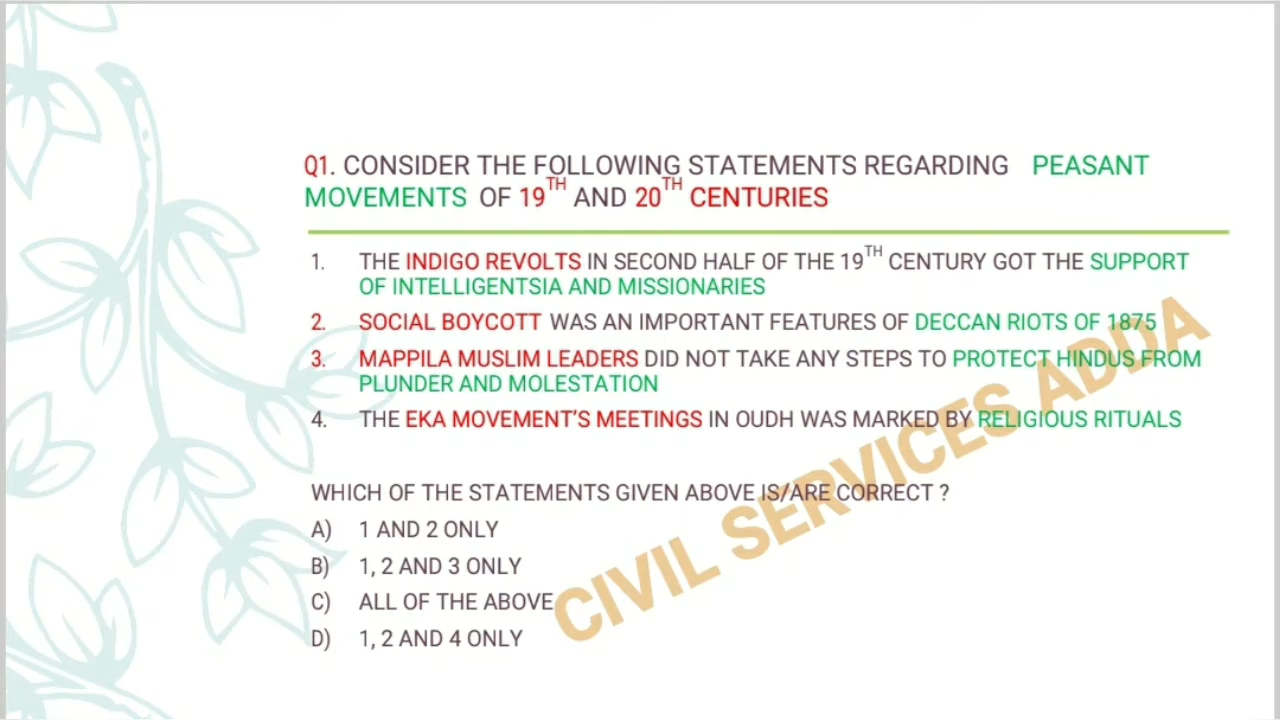 Q1. CONSIDER THE FOLLOWING STATEMENTS REGARDING PEASANT
MOVEMENTS OF 19TH AND 20TH CENTURIES
1. THE INDIGO REVOLTS IN SECOND HALF OF THE 19TH CENTURY GOT THE SUPPORT
OF INTELLIGENTSIA AND MISSIONARIES
2. SOCIAL BOYCOTT WAS AN IMPORTANT FEATURES OF DECCAN RIOTS OF 1875
3. MAPPILA MUSLIM LEADERS DID NOT TAKE ANY STEPS TO PROTECT HINDUS FROM
PLUNDER AND MOLESTATION
4. THE EKA MOVEMENT'S MEETINGS IN OUDH WAS MARKED BY RELIGIOUS RITUALS
WHICH OF THE STATEMENTS GIVEN ABOVE IS/ARE CORRECT ?
A) 1 AND 2 ONLY
B) 1, 2 AND 3 ONLY
C) ALL OF THE ABOVE
D) 1, 2 AND 4 ONLY
CIVIL SERVICES ADDA